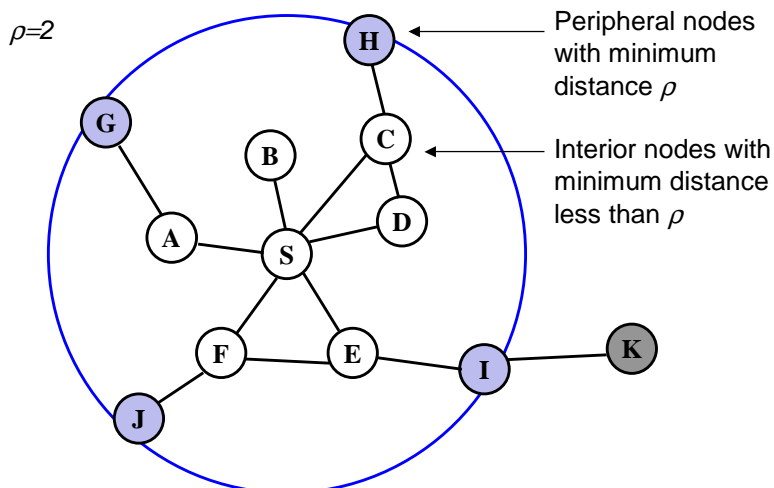 ρ=2
H
Peripheral nodes
with minimum
distance ρ
G
B
C
Interior nodes with
minimum distance
less than ρ
D
A
S
F
E
I
K
J